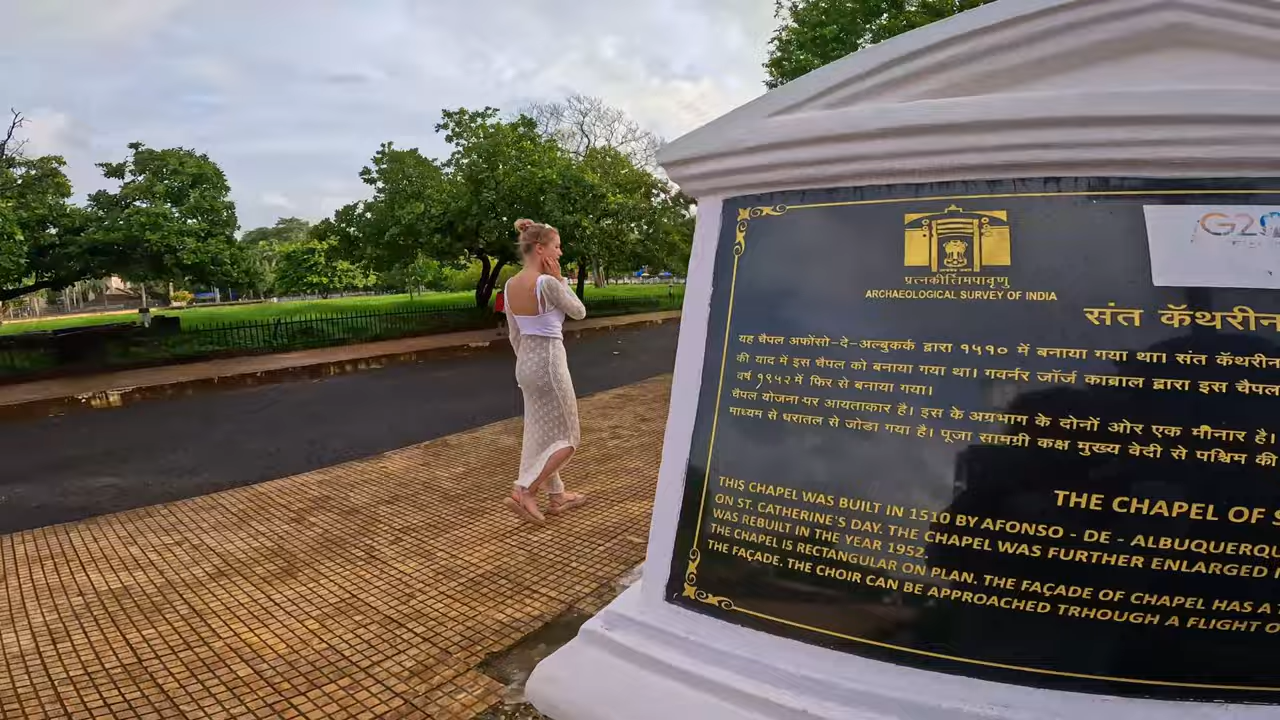 G20
प्रत्नकीर्त्तिमपावृणु
ARCHAEOLOGICAL SURVEY OF INDIA
संत कॅथरीन
यह चैपल अफोंसो-दे-अल्बुकर्क द्वारा १५१० में बनाया गया था। संत कॅथरीन
की याद में इस चैपल को बनाया गया था। गवर्नर जॉर्ज काब्राल द्वारा इस चैपल
वर्ष १९५२ में फिर से बनाया गया।
चैपल योजना पर आयताकार है। इस के अग्रभाग के दोनों ओर एक मीनार है।
माध्यम से धरातल से जोडा गया है। पूजा सामग्री कक्ष मुख्य वेदी से पश्चिम की
THE CHAPEL OF
THIS CHAPEL WAS BUILT IN 1510 BY AFONSO - DE - ALBUQUERQU
ON ST. CATHERINE'S DAY. THE CHAPEL WAS FURTHER ENLARGED
WAS REBUILT IN THE YEAR 1952.
THE CHAPEL IS RECTANGULAR ON PLAN. THE FAÇADE OF CHAPEL HAS A
THE FAÇADE. THE CHOIR CAN BE APPROACHED TRHOUGH A FLIGHT O